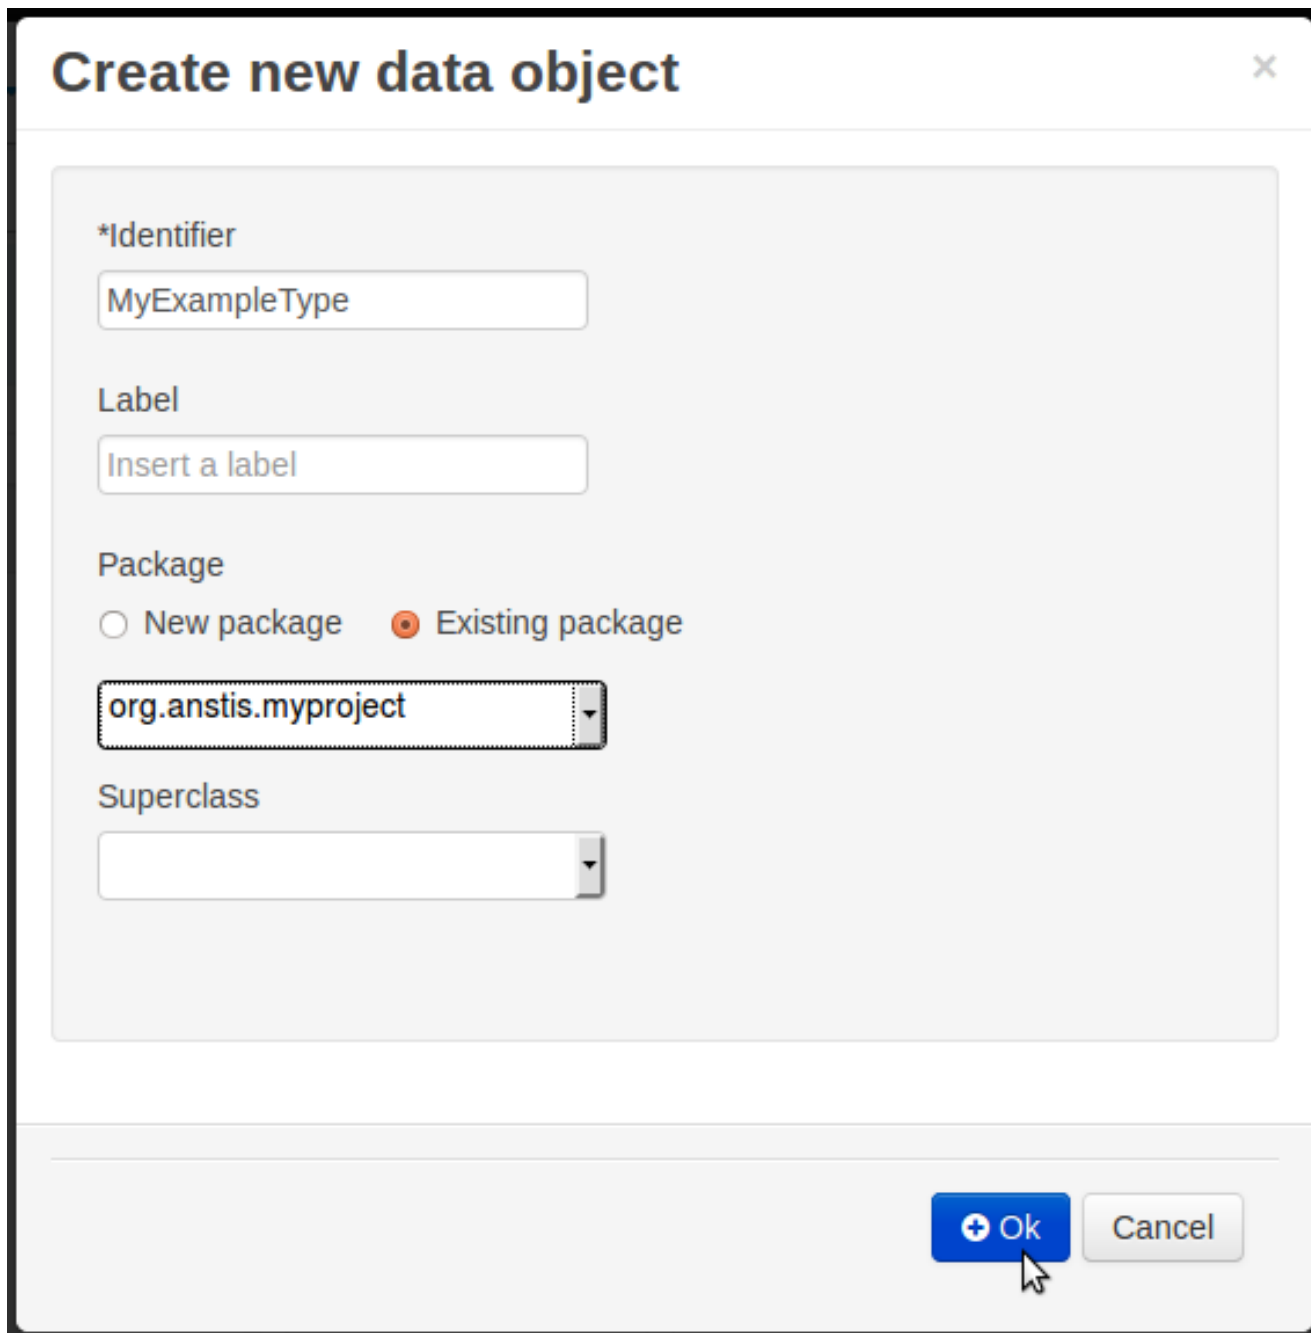 Create new data object ×
*Identifier
MyExampleType
Label
Insert a label
Package
New package Existing package
org.anstis.myproject
Superclass
Ok Cancel